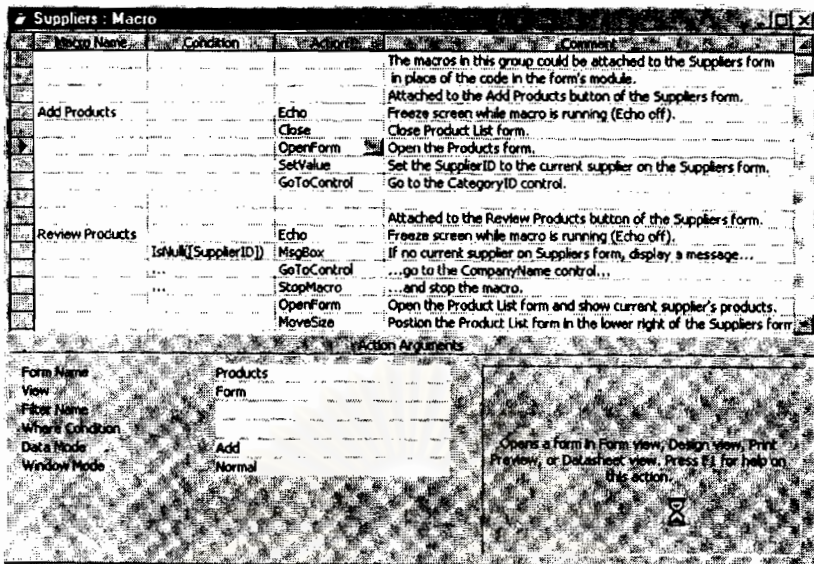 Suppliers : Macro
Macro Name Condition Action Comment
The macros in this group could be attached to the Suppliers form
in place of the code in the form's module.
Attached to the Add Products button of the Suppliers form.
Add Products Echo Freeze screen while macro is running (Echo off).
Close Close Product List form.
OpenForm Open the Products form.
SetValue Set the SupplierID to the current supplier on the Suppliers form.
GoToControl Go to the CategoryID control.
Attached to the Review Products button of the Suppliers form.
Review Products Echo Freeze screen while macro is running (Echo off).
IsNull([SupplierID]) MsgBox If no current supplier on Suppliers form, display a message...
... GoToControl ...go to the CompanyName control...
... StopMacro ...and stop the macro.
OpenForm Open the Product List form and show current supplier's products.
MoveSize Postion the Product List form in the lower right of the Suppliers form
Action Arguments
Form Name Products
View Form
Filter Name
Where Condition
Data Mode Add
Window Mode Normal
Opens a form in Form view, Design view, Print
Preview, or Datasheet view. Press F1 for help on
this action.